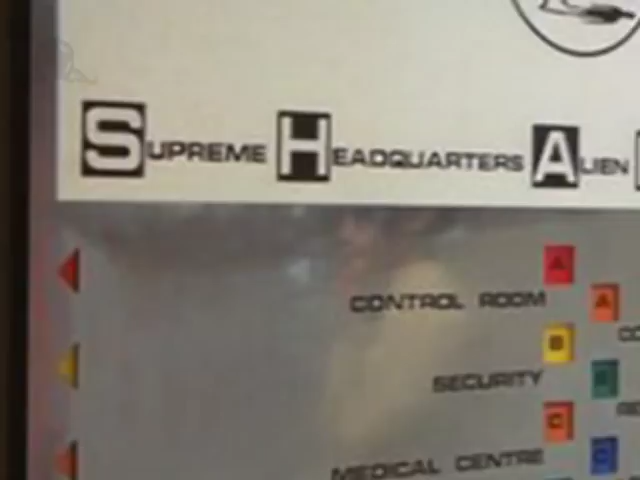 SUPREME HEADQUARTERS ALIEN
A
CONTROL ROOM
A
B
SECURITY
C
MEDICAL CENTRE